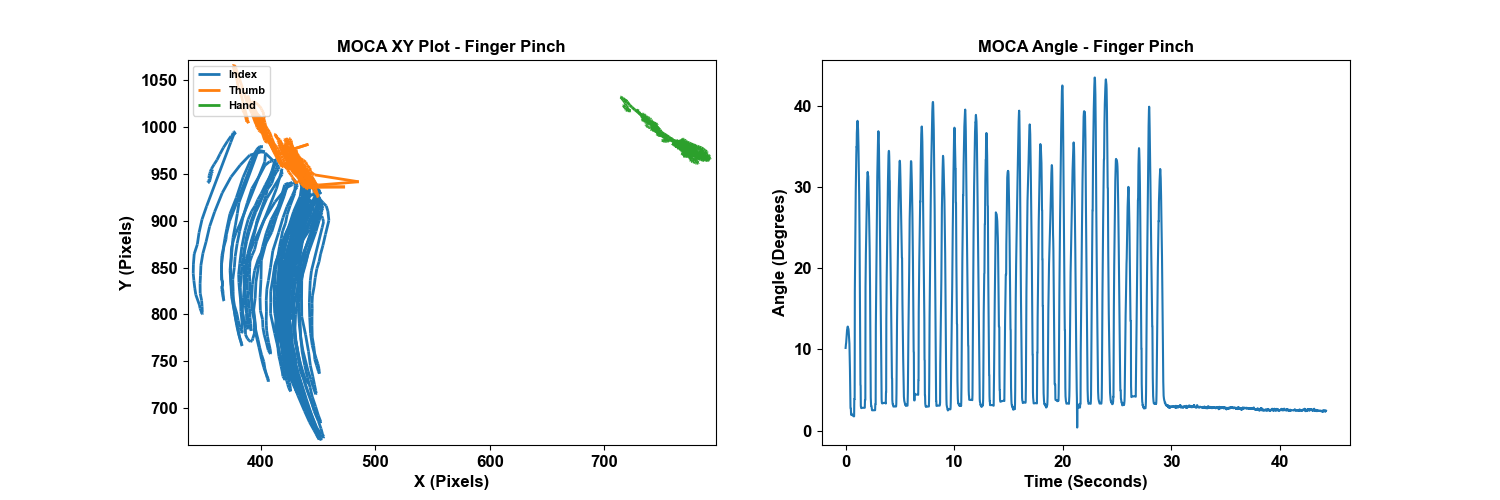 MOCA XY Plot - Finger Pinch
Index
Thumb
Hand
1050
1000
950
900
850
800
750
700
Y (Pixels)
400 500 600 700
X (Pixels)
MOCA Angle - Finger Pinch
40
30
20
10
0
Angle (Degrees)
0 10 20 30 40
Time (Seconds)